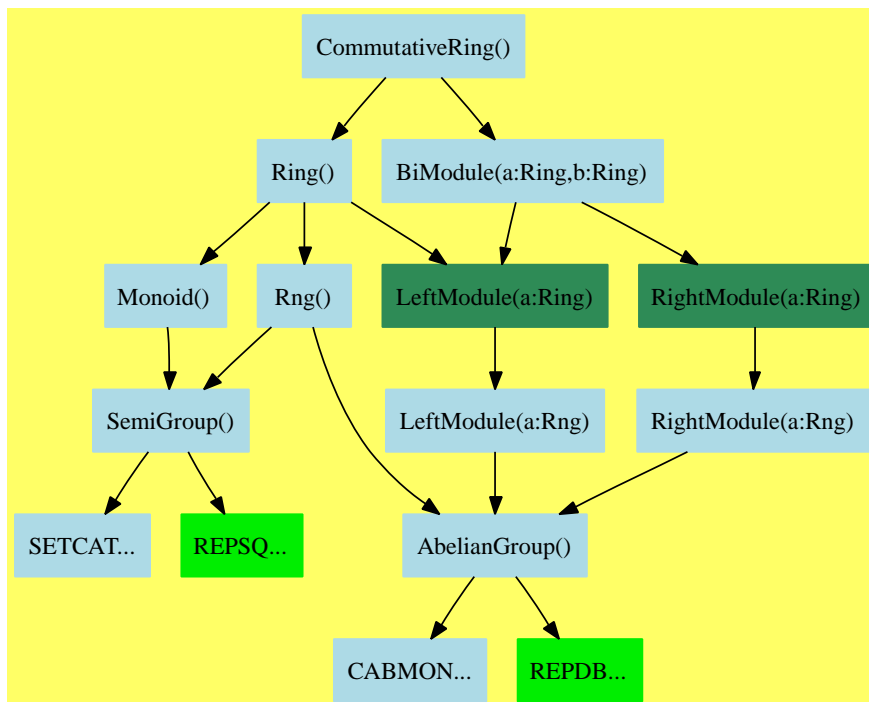 CommutativeRing()
Ring()
BiModule(a:Ring,b:Ring)
Monoid()
Rng()
LeftModule(a:Ring)
RightModule(a:Ring)
SemiGroup()
LeftModule(a:Rng)
RightModule(a:Rng)
SETCAT...
REPSQ...
AbelianGroup()
CABMON...
REPDB...